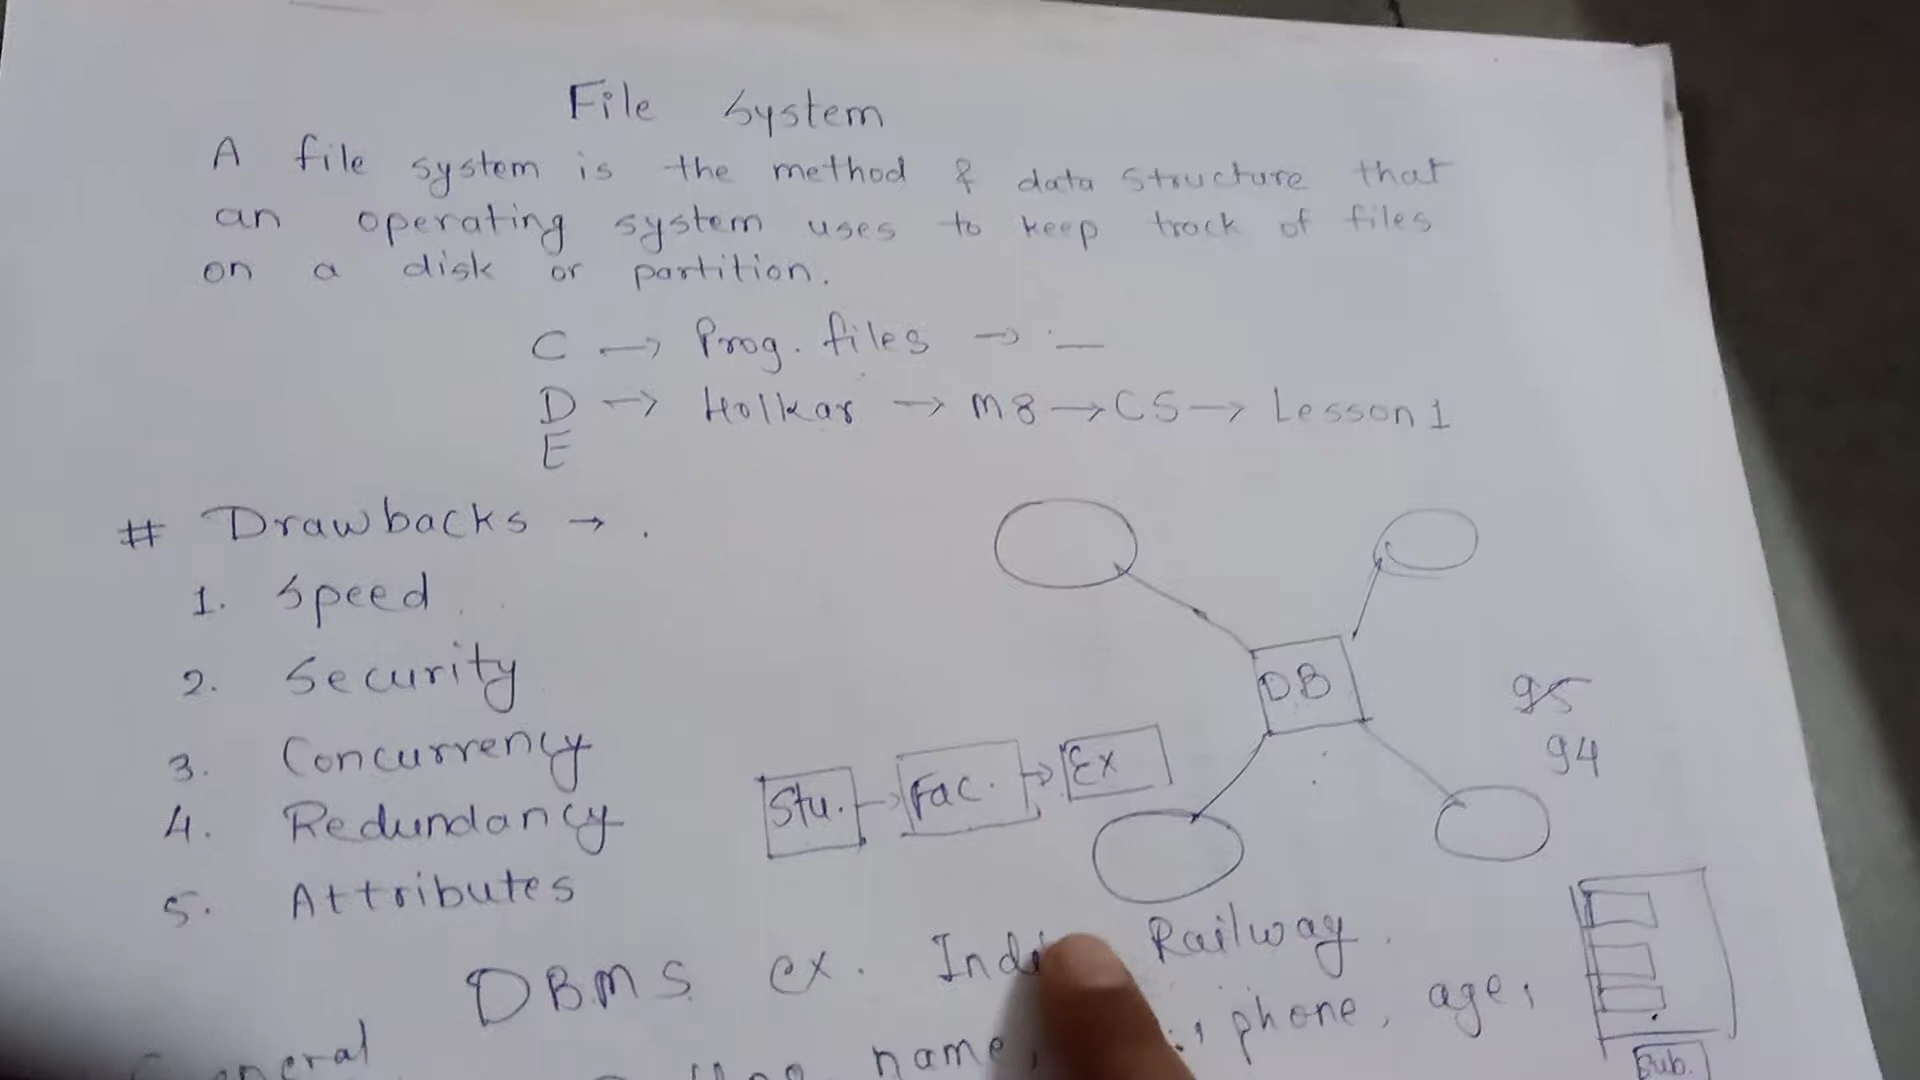 File System
A file system is the method & data structure that
an operating system uses to keep track of files
on a disk or partition.
C → Prog. files → —
D → Holkar → M8 → CS → Lesson 1
E
# Drawbacks →
1. Speed
2. Security
3. Concurrency
4. Redundancy
5. Attributes
DB
95
94
Stu. → Fac. → Ex
DBMS ex. Railway
name, phone, age,
Sub.